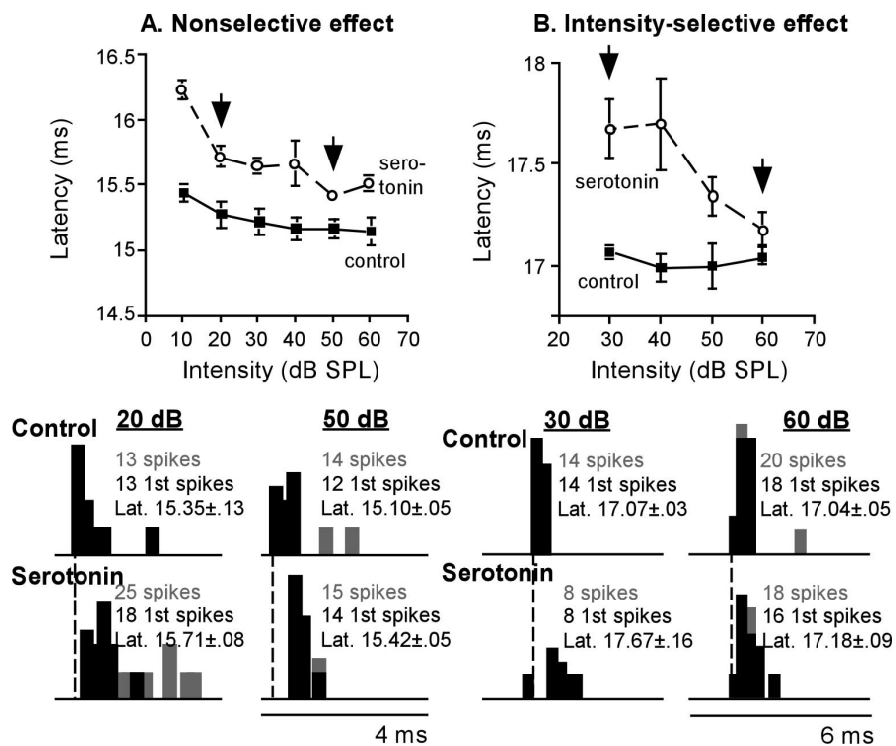 A. Nonselective effect
16.5
16
15.5
15
14.5
Latency (ms)
sero-
tonin
control
0 10 20 30 40 50 60 70
Intensity (dB SPL)
B. Intensity-selective effect
18
17.5
17
Latency (ms)
serotonin
control
20 30 40 50 60 70
Intensity (dB SPL)
20 dB
50 dB
Control
13 spikes
13 1st spikes
Lat. 15.35±.13
14 spikes
12 1st spikes
Lat. 15.10±.05
Serotonin
25 spikes
18 1st spikes
Lat. 15.71±.08
15 spikes
14 1st spikes
Lat. 15.42±.05
4 ms
30 dB
60 dB
Control
14 spikes
14 1st spikes
Lat. 17.07±.03
20 spikes
18 1st spikes
Lat. 17.04±.05
Serotonin
8 spikes
8 1st spikes
Lat. 17.67±.16
18 spikes
16 1st spikes
Lat. 17.18±.09
6 ms